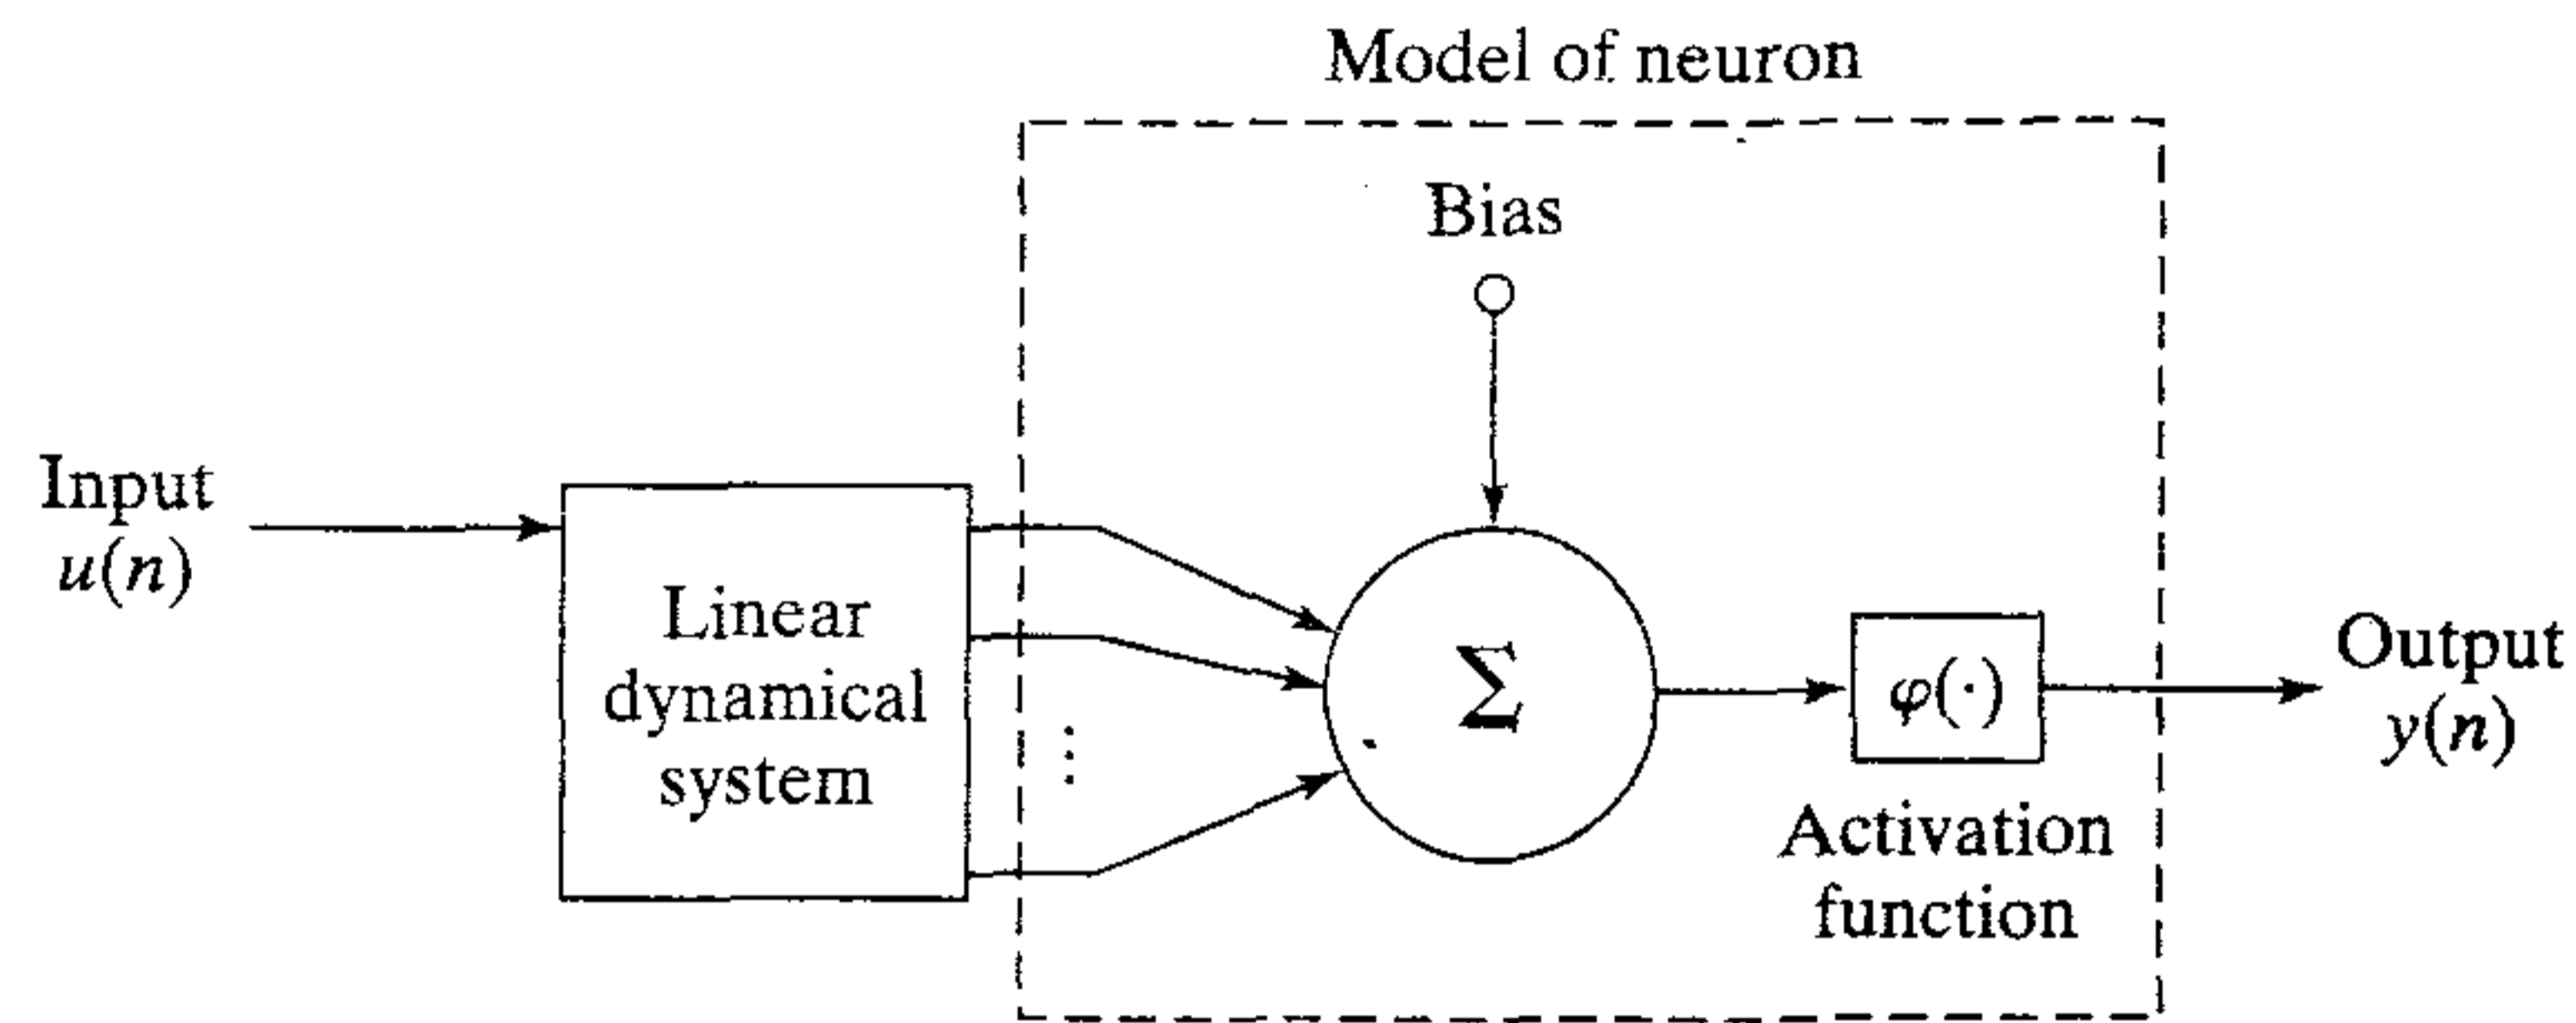 Model of neuron
Bias
Input
u(n)
Linear
dynamical
system
Σ
φ(·)
Activation
function
Output
y(n)